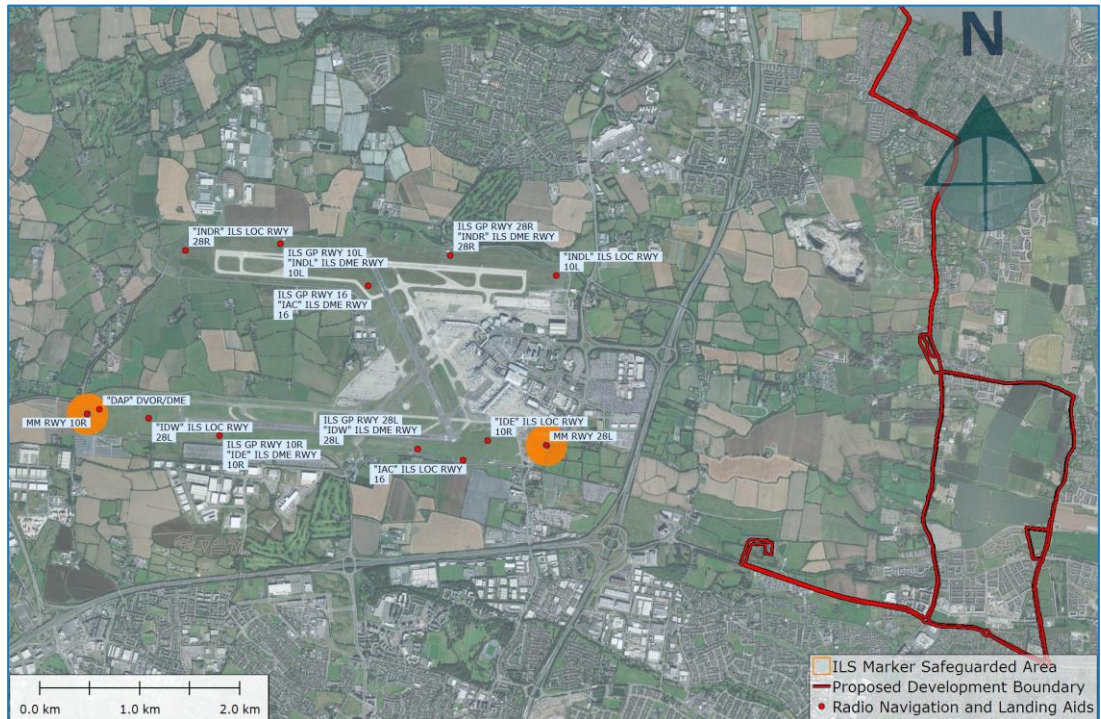 N
"INDR" ILS LOC RWY
28R
ILS GP RWY 10L
"INDL" ILS DME RWY
10L
ILS GP RWY 28R
"INDR" ILS DME RWY
28R
"INDL" ILS LOC RWY
10L
ILS GP RWY 16
"IAC" ILS DME RWY
16
"DAP" DVOR/DME
MM RWY 10R
"IDW" ILS LOC RWY
28L
ILS GP RWY 10R
"IDE" ILS DME RWY
10R
ILS GP RWY 28L
"IDW" ILS DME RWY
28L
"IDE" ILS LOC RWY
10R
MM RWY 28L
"IAC" ILS LOC RWY
16
ILS Marker Safeguarded Area
Proposed Development Boundary
Radio Navigation and Landing Aids
0.0 km 1.0 km 2.0 km